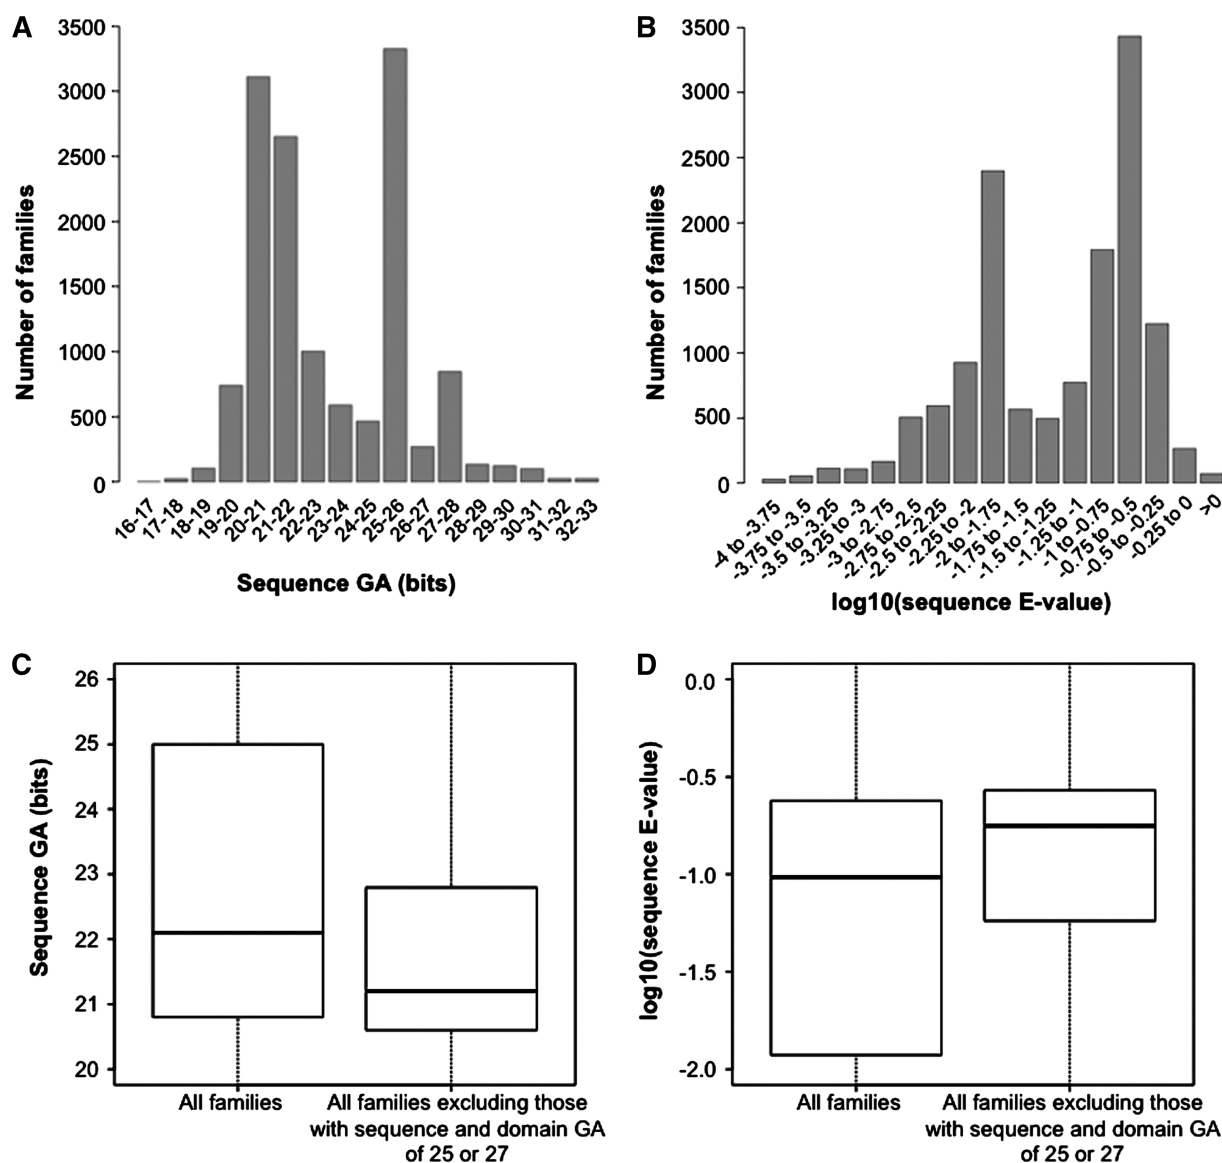 A
Number of families
3500
3000
2500
2000
1500
1000
500
0
16-17
17-18
18-19
19-20
20-21
21-22
22-23
23-24
24-25
25-26
26-27
27-28
28-29
29-30
30-31
31-32
32-33
Sequence GA (bits)
B
Number of families
3500
3000
2500
2000
1500
1000
500
0
-4 to -3.75
-3.75 to -3.5
-3.5 to -3.25
-3.25 to -3
-3 to -2.75
-2.75 to -2.5
-2.5 to -2.25
-2.25 to -2
-2 to -1.75
-1.75 to -1.5
-1.5 to -1.25
-1.25 to -1
-1 to -0.75
-0.75 to -0.5
-0.5 to -0.25
-0.25 to 0
>0
log10(sequence E-value)
C
Sequence GA (bits)
26
25
24
23
22
21
20
All families
All families excluding those
with sequence and domain GA
of 25 or 27
D
log10(sequence E-value)
0.0
-0.5
-1.0
-1.5
-2.0
All families
All families excluding those
with sequence and domain GA
of 25 or 27